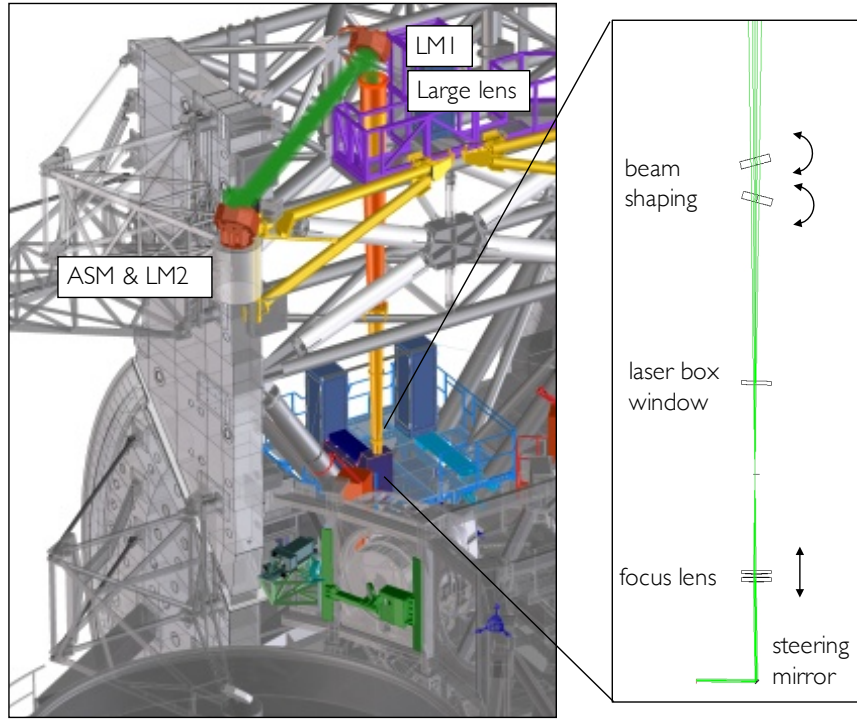 LM1
Large lens
ASM & LM2
beam
shaping
laser box
window
focus lens
steering
mirror